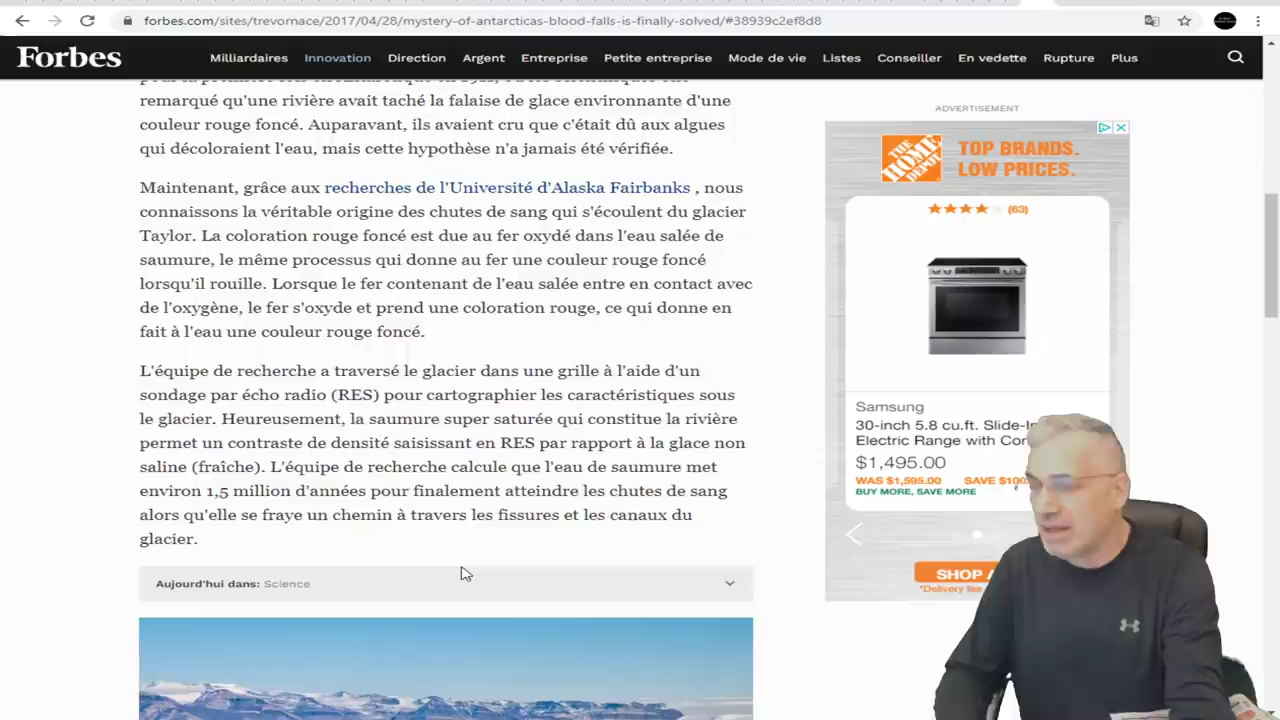 forbes.com/sites/trevornace/2017/04/28/mystery-of-antarcticas-blood-falls-is-finally-solved/#38939c2ef8d8
Forbes
Milliardaires Innovation Direction Argent Entreprise Petite entreprise Mode de vie Listes Conseiller En vedette Rupture Plus
remarqué qu'une rivière avait taché la falaise de glace environnante d'une
couleur rouge foncé. Auparavant, ils avaient cru que c'était dû aux algues
qui décoloraient l'eau, mais cette hypothèse n'a jamais été vérifiée.
Maintenant, grâce aux recherches de l'Université d'Alaska Fairbanks , nous
connaissons la véritable origine des chutes de sang qui s'écoulent du glacier
Taylor. La coloration rouge foncé est due au fer oxydé dans l'eau salée de
saumure, le même processus qui donne au fer une couleur rouge foncé
lorsqu'il rouille. Lorsque le fer contenant de l'eau salée entre en contact avec
de l'oxygène, le fer s'oxyde et prend une coloration rouge, ce qui donne en
fait à l'eau une couleur rouge foncé.
L'équipe de recherche a traversé le glacier dans une grille à l'aide d'un
sondage par écho radio (RES) pour cartographier les caractéristiques sous
le glacier. Heureusement, la saumure super saturée qui constitue la rivière
permet un contraste de densité saisissant en RES par rapport à la glace non
saline (fraîche). L'équipe de recherche calcule que l'eau de saumure met
environ 1,5 million d'années pour finalement atteindre les chutes de sang
alors qu'elle se fraye un chemin à travers les fissures et les canaux du
glacier.
Aujourd'hui dans: Science
ADVERTISEMENT
THE HOME DEPOT
TOP BRANDS.
LOW PRICES.
(63)
Samsung
30-inch 5.8 cu.ft. Slide-In
Electric Range with
$1,495.00
WAS $1,595.00 SAVE
BUY MORE, SAVE MORE
SHOP
*Delivery fee